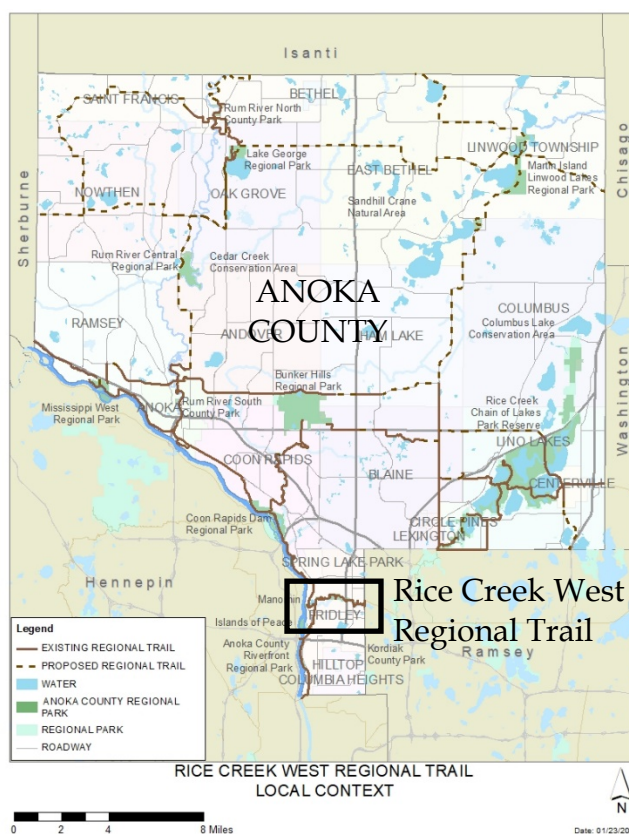 Isanti
SAINT FRANCIS
BETHEL
Rum River North
County Park
LINWOOD TOWNSHIP
Lake George
Regional Park
Martin Island
Linwood Lakes
Regional Park
EAST BETHEL
NOWTHEN
OAK GROVE
Sandhill Crane
Natural Area
Sherburne
Chisago
Rum River Central
Regional Park
Cedar Creek
Conservation Area
ANOKA
COUNTY
COLUMBUS
Columbus Lake
Conservation Area
RAMSEY
ANDOVER
HAM LAKE
Washington
Bunker Hills
Regional Park
Mississippi West
Regional Park
ANOKA
Rum River South
County Park
Rice Creek
Chain of Lakes
Park Reserve
LINO LAKES
COON RAPIDS
BLAINE
CENTERVILLE
Coon Rapids Dam
Regional Park
CIRCLE PINES
LEXINGTON
SPRING LAKE PARK
Hennepin
Manomin
Islands of Peace
FRIDLEY
Rice Creek West
Regional Trail
Anoka County
Riverfront
Regional Park
Kordiak
County Park
Ramsey
HILLTOP
COLUMBIA HEIGHTS
Legend
EXISTING REGIONAL TRAIL
PROPOSED REGIONAL TRAIL
WATER
ANOKA COUNTY REGIONAL
PARK
REGIONAL PARK
ROADWAY
RICE CREEK WEST REGIONAL TRAIL
LOCAL CONTEXT
0 2 4 8 Miles
N
Date: 01/23/20